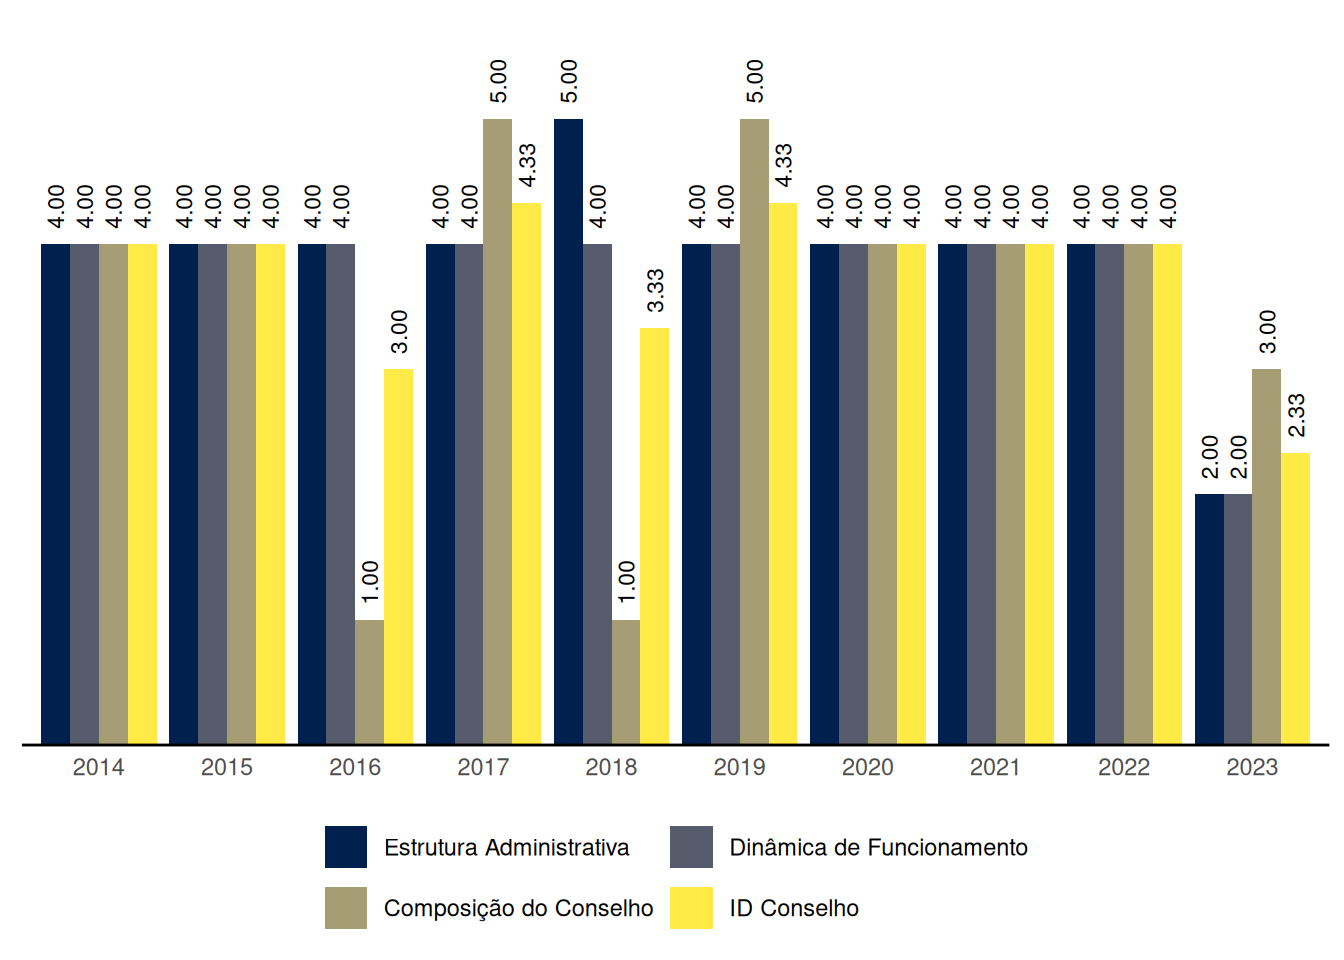 4.00 4.00 4.00 4.00 4.00 4.00 4.00 4.00 4.00 4.00 1.00 3.00 4.00 4.00 5.00 4.33 5.00 4.00 1.00 3.33 4.00 4.00 5.00 4.33 4.00 4.00 4.00 4.00 4.00 4.00 4.00 4.00 4.00 4.00 4.00 4.00 2.00 2.00 3.00 2.33
2014 2015 2016 2017 2018 2019 2020 2021 2022 2023
Estrutura Administrativa Dinâmica de Funcionamento
Composição do Conselho ID Conselho